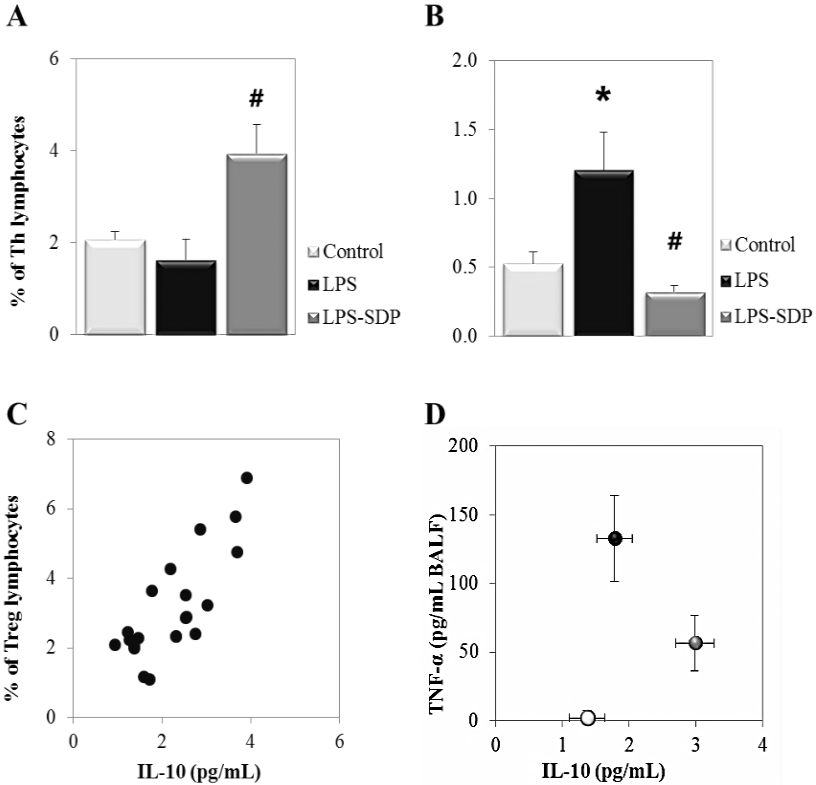 A
6
4
2
0
% of Th lymphocytes
#
Control
LPS
LPS-SDP
B
2.0
1.5
1.0
0.5
0.0
*
#
Control
LPS
LPS-SDP
C
8
6
4
2
0
% of Treg lymphocytes
0 2 4 6
IL-10 (pg/mL)
D
200
150
100
50
0
TNF-α (pg/mL BALF)
0 1 2 3 4
IL-10 (pg/mL)